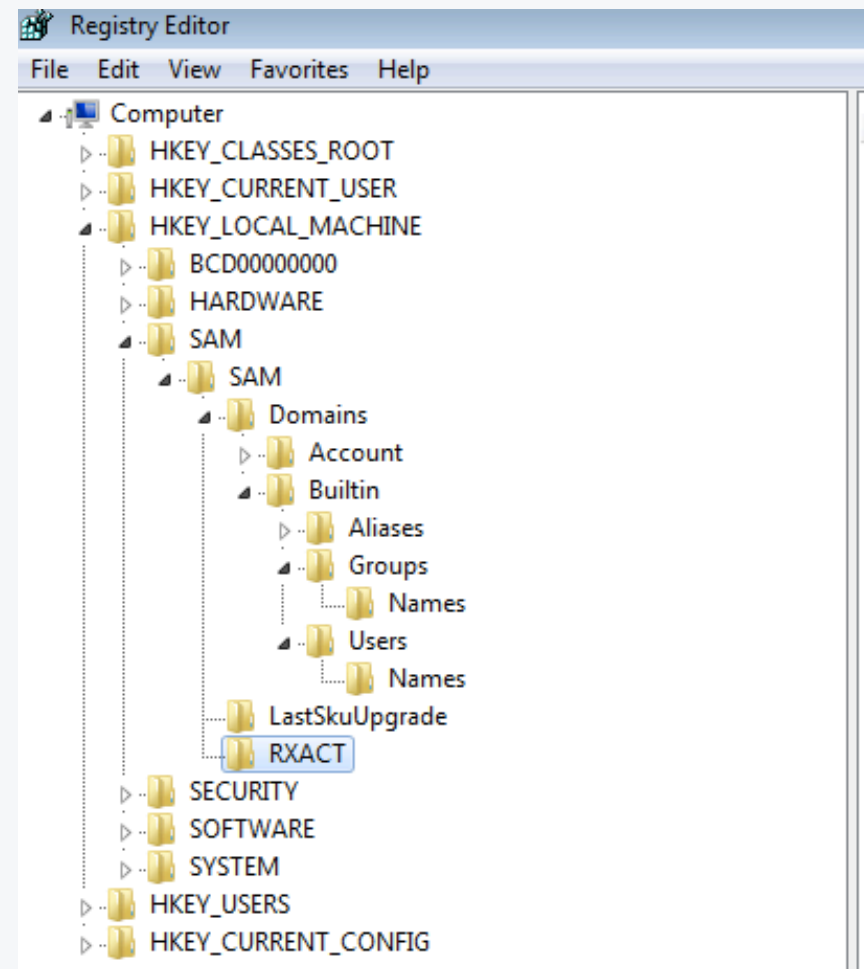 Registry Editor
File Edit View Favorites Help
Computer
HKEY_CLASSES_ROOT
HKEY_CURRENT_USER
HKEY_LOCAL_MACHINE
BCD00000000
HARDWARE
SAM
SAM
Domains
Account
Builtin
Aliases
Groups
Names
Users
Names
LastSkuUpgrade
RXACT
SECURITY
SOFTWARE
SYSTEM
HKEY_USERS
HKEY_CURRENT_CONFIG